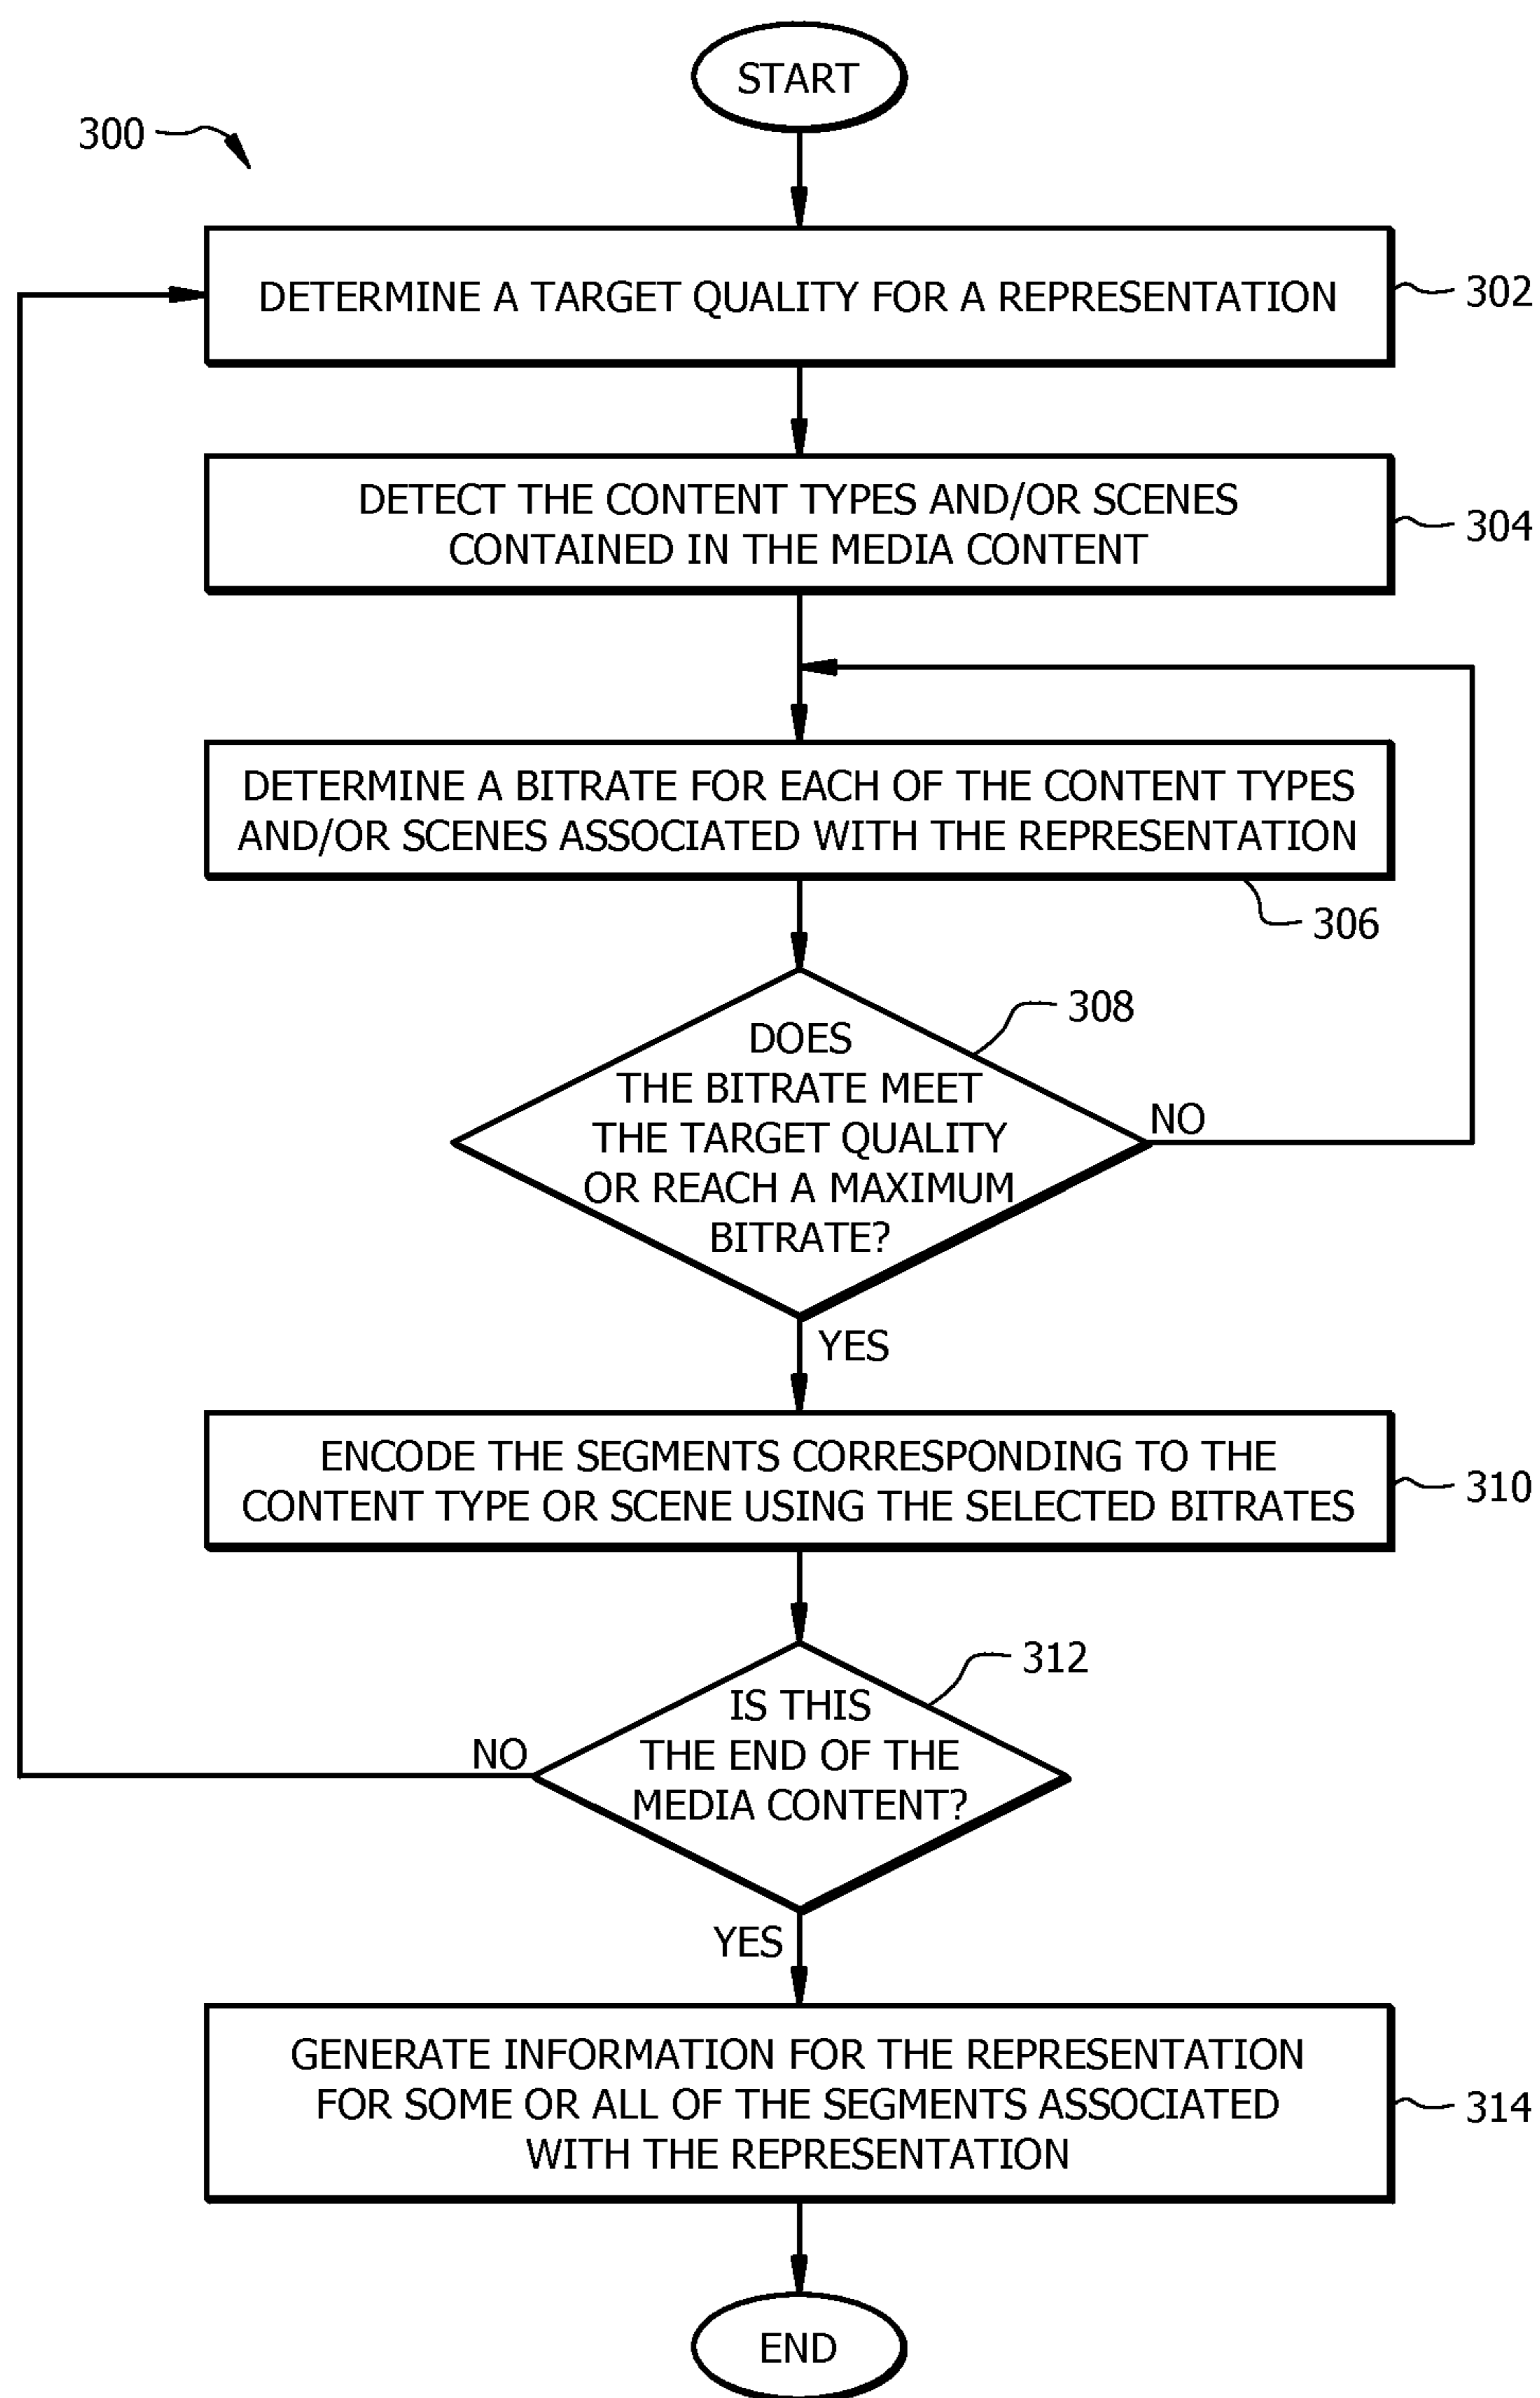 START
300
DETERMINE A TARGET QUALITY FOR A REPRESENTATION
302
DETECT THE CONTENT TYPES AND/OR SCENES
CONTAINED IN THE MEDIA CONTENT
304
DETERMINE A BITRATE FOR EACH OF THE CONTENT TYPES
AND/OR SCENES ASSOCIATED WITH THE REPRESENTATION
306
308
DOES
THE BITRATE MEET
THE TARGET QUALITY
OR REACH A MAXIMUM
BITRATE?
NO
YES
ENCODE THE SEGMENTS CORRESPONDING TO THE
CONTENT TYPE OR SCENE USING THE SELECTED BITRATES
310
312
IS THIS
THE END OF THE
MEDIA CONTENT?
NO
YES
GENERATE INFORMATION FOR THE REPRESENTATION
FOR SOME OR ALL OF THE SEGMENTS ASSOCIATED
WITH THE REPRESENTATION
314
END